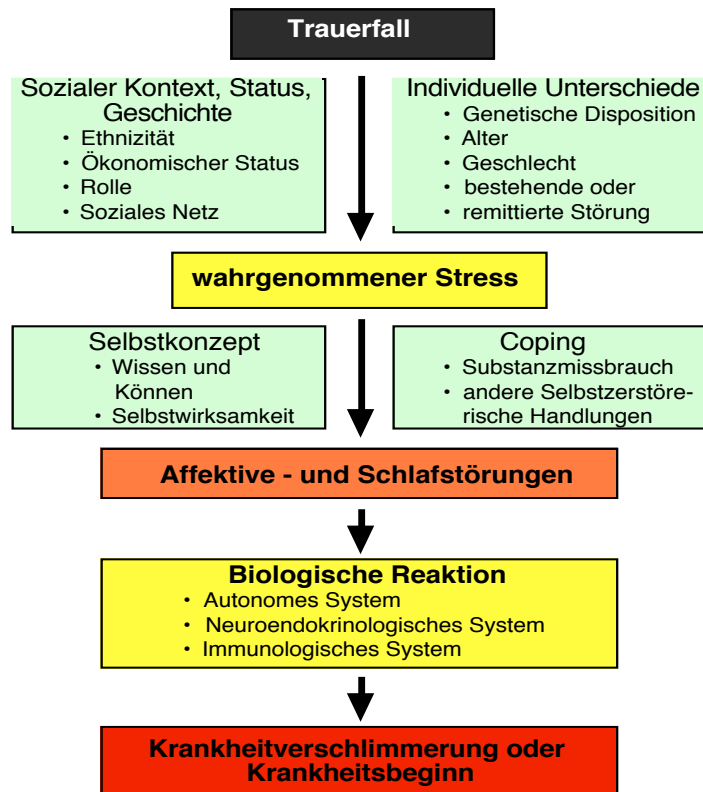 Trauerfall
Sozialer Kontext, Status,
Geschichte
• Ethnizität
• Ökonomischer Status
• Rolle
• Soziales Netz
Individuelle Unterschiede
• Genetische Disposition
• Alter
• Geschlecht
• bestehende oder
• remittierte Störung
wahrgenommener Stress
Selbstkonzept
• Wissen und
Können
• Selbstwirksamkeit
Coping
• Substanzmissbrauch
• andere Selbstzerstöre-
rische Handlungen
Affektive - und Schlafstörungen
Biologische Reaktion
• Autonomes System
• Neuroendokrinologisches System
• Immunologisches System
Krankheitverschlimmerung oder
Krankheitsbeginn